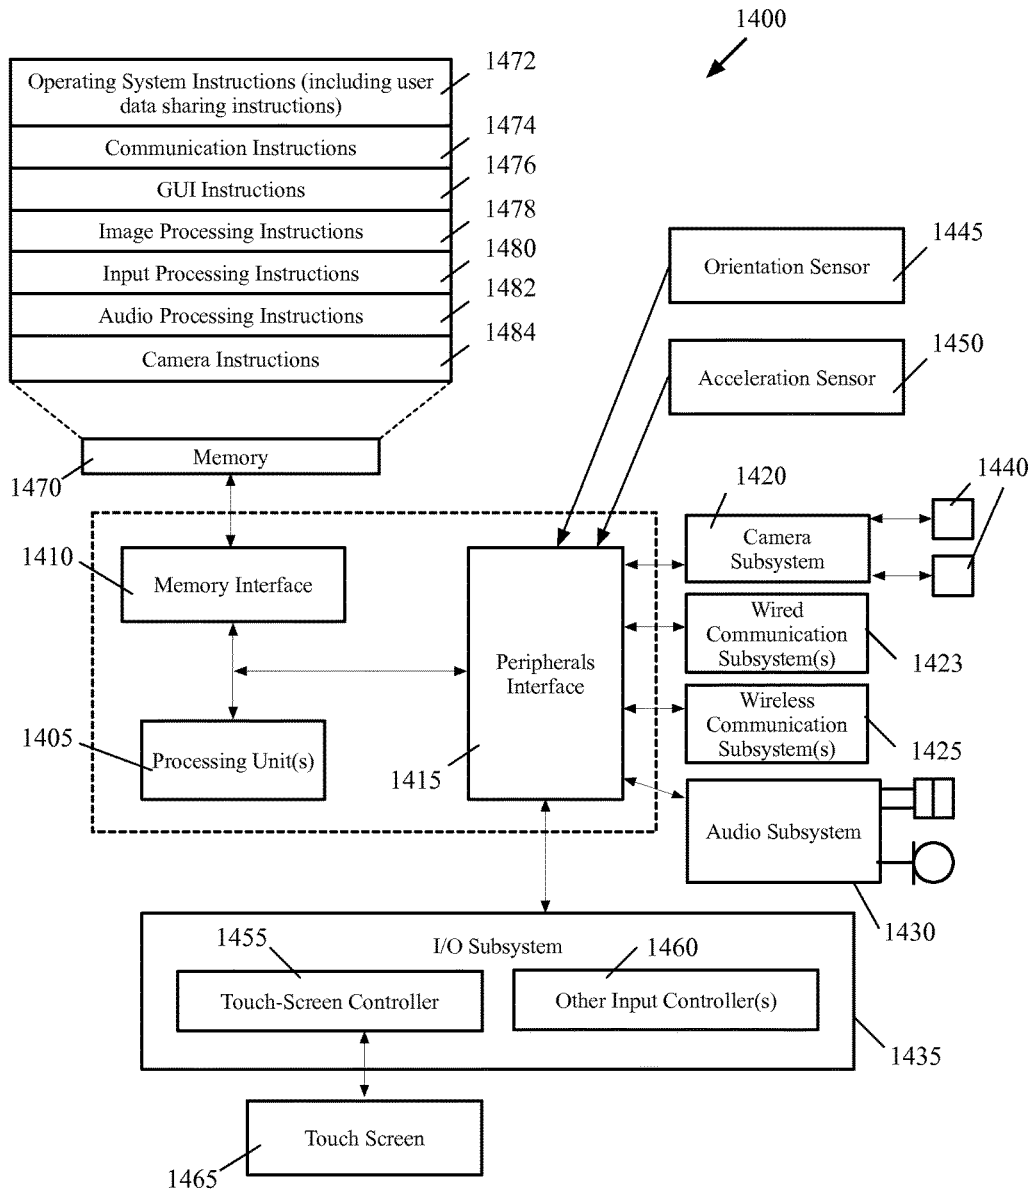 1400
1472
Operating System Instructions (including user
data sharing instructions)
1474
Communication Instructions
1476
GUI Instructions
1478
Image Processing Instructions
1480
Input Processing Instructions
1482
Audio Processing Instructions
1484
Camera Instructions
1445
Orientation Sensor
1450
Acceleration Sensor
Memory
1470
1420
1440
Camera
Subsystem
1410
Memory Interface
Wired
Communication
Subsystem(s)
1423
Peripherals
Interface
Wireless
Communication
Subsystem(s)
1425
1405
Processing Unit(s)
1415
Audio Subsystem
1430
I/O Subsystem
1455
Touch-Screen Controller
1460
Other Input Controller(s)
1435
Touch Screen
1465